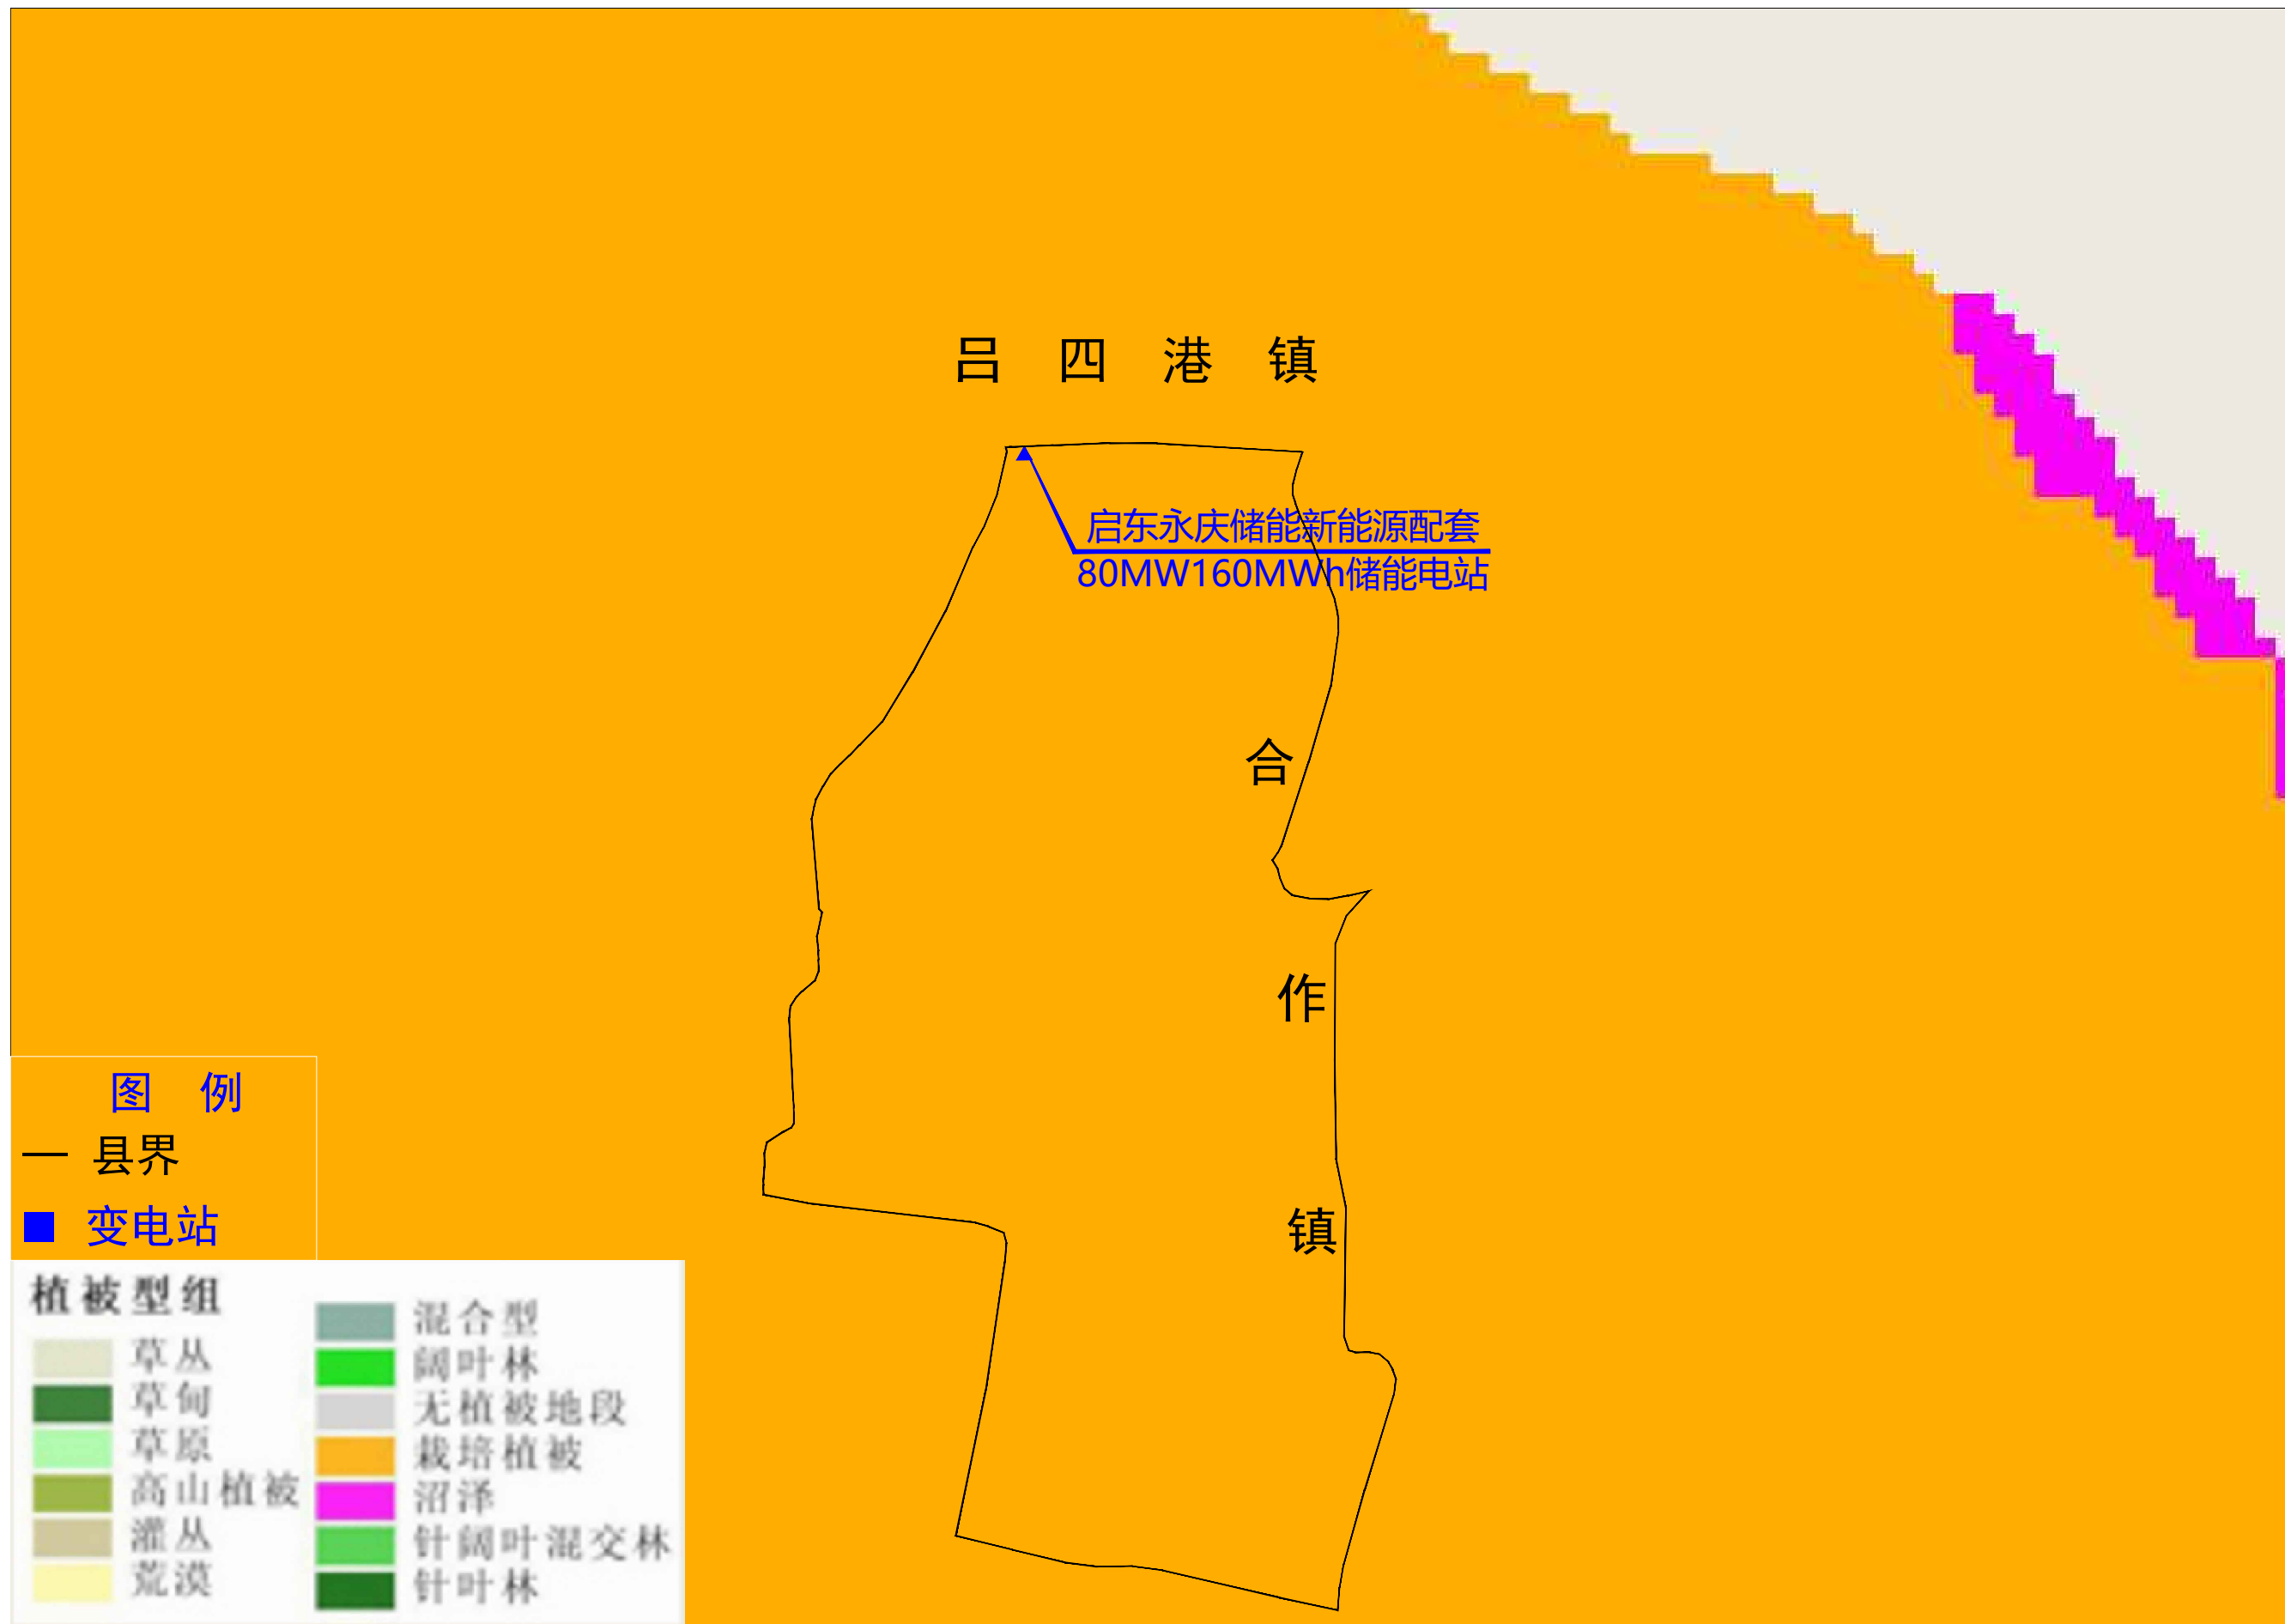 吕四港镇
启东永庆储能新能源配套
80MW160MWh储能电站
合
作
镇
图例
县界
变电站
植被型组
草丛
草甸
草原
高山植被
灌丛
荒漠
混合型
阔叶林
无植被地段
栽培植被
沼泽
针阔叶混交林
针叶林